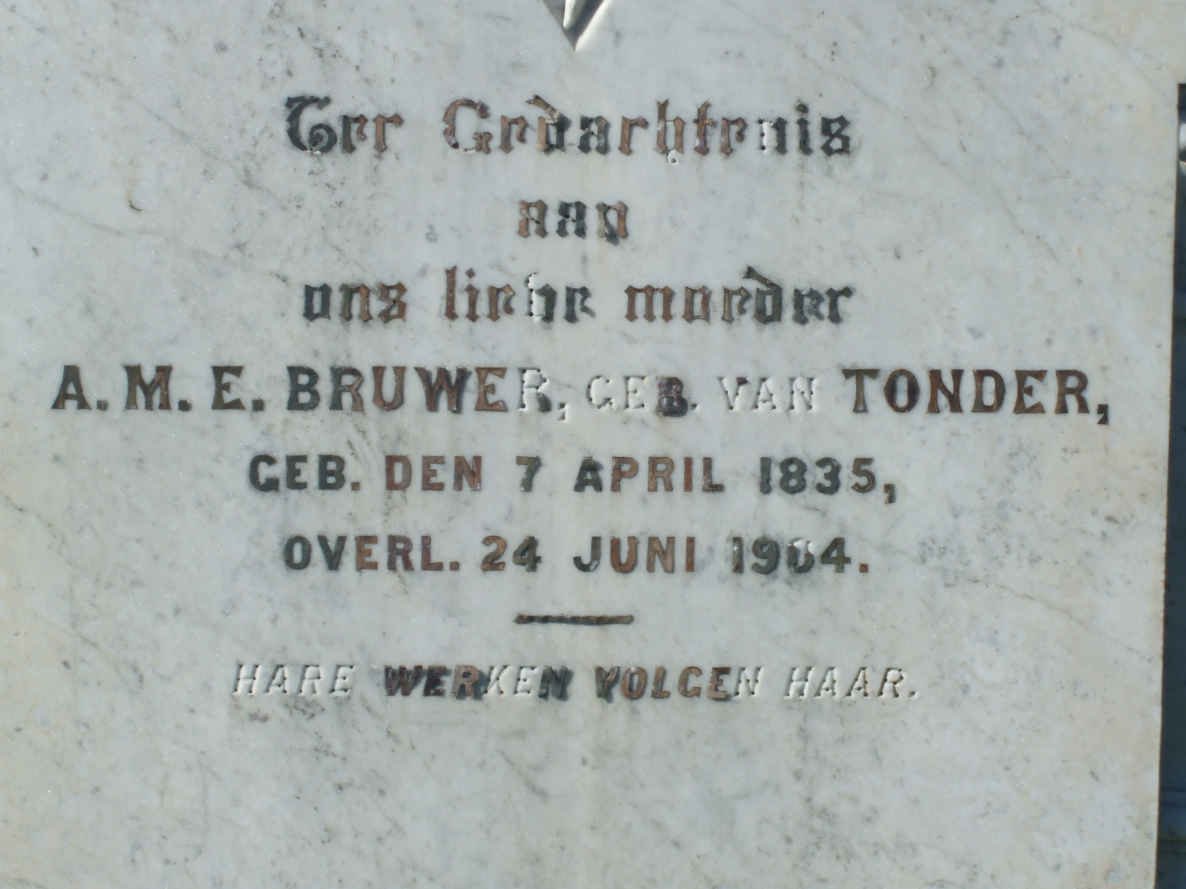 Ter Gedachtenis
aan
ons liebe moeder
A. M. E. BRUWER, GEB. VAN TONDER,
GEB. DEN 7 APRIL 1835,
OVERL. 24 JUNI 1904.
HARE WERKEN VOLGEN HAAR.